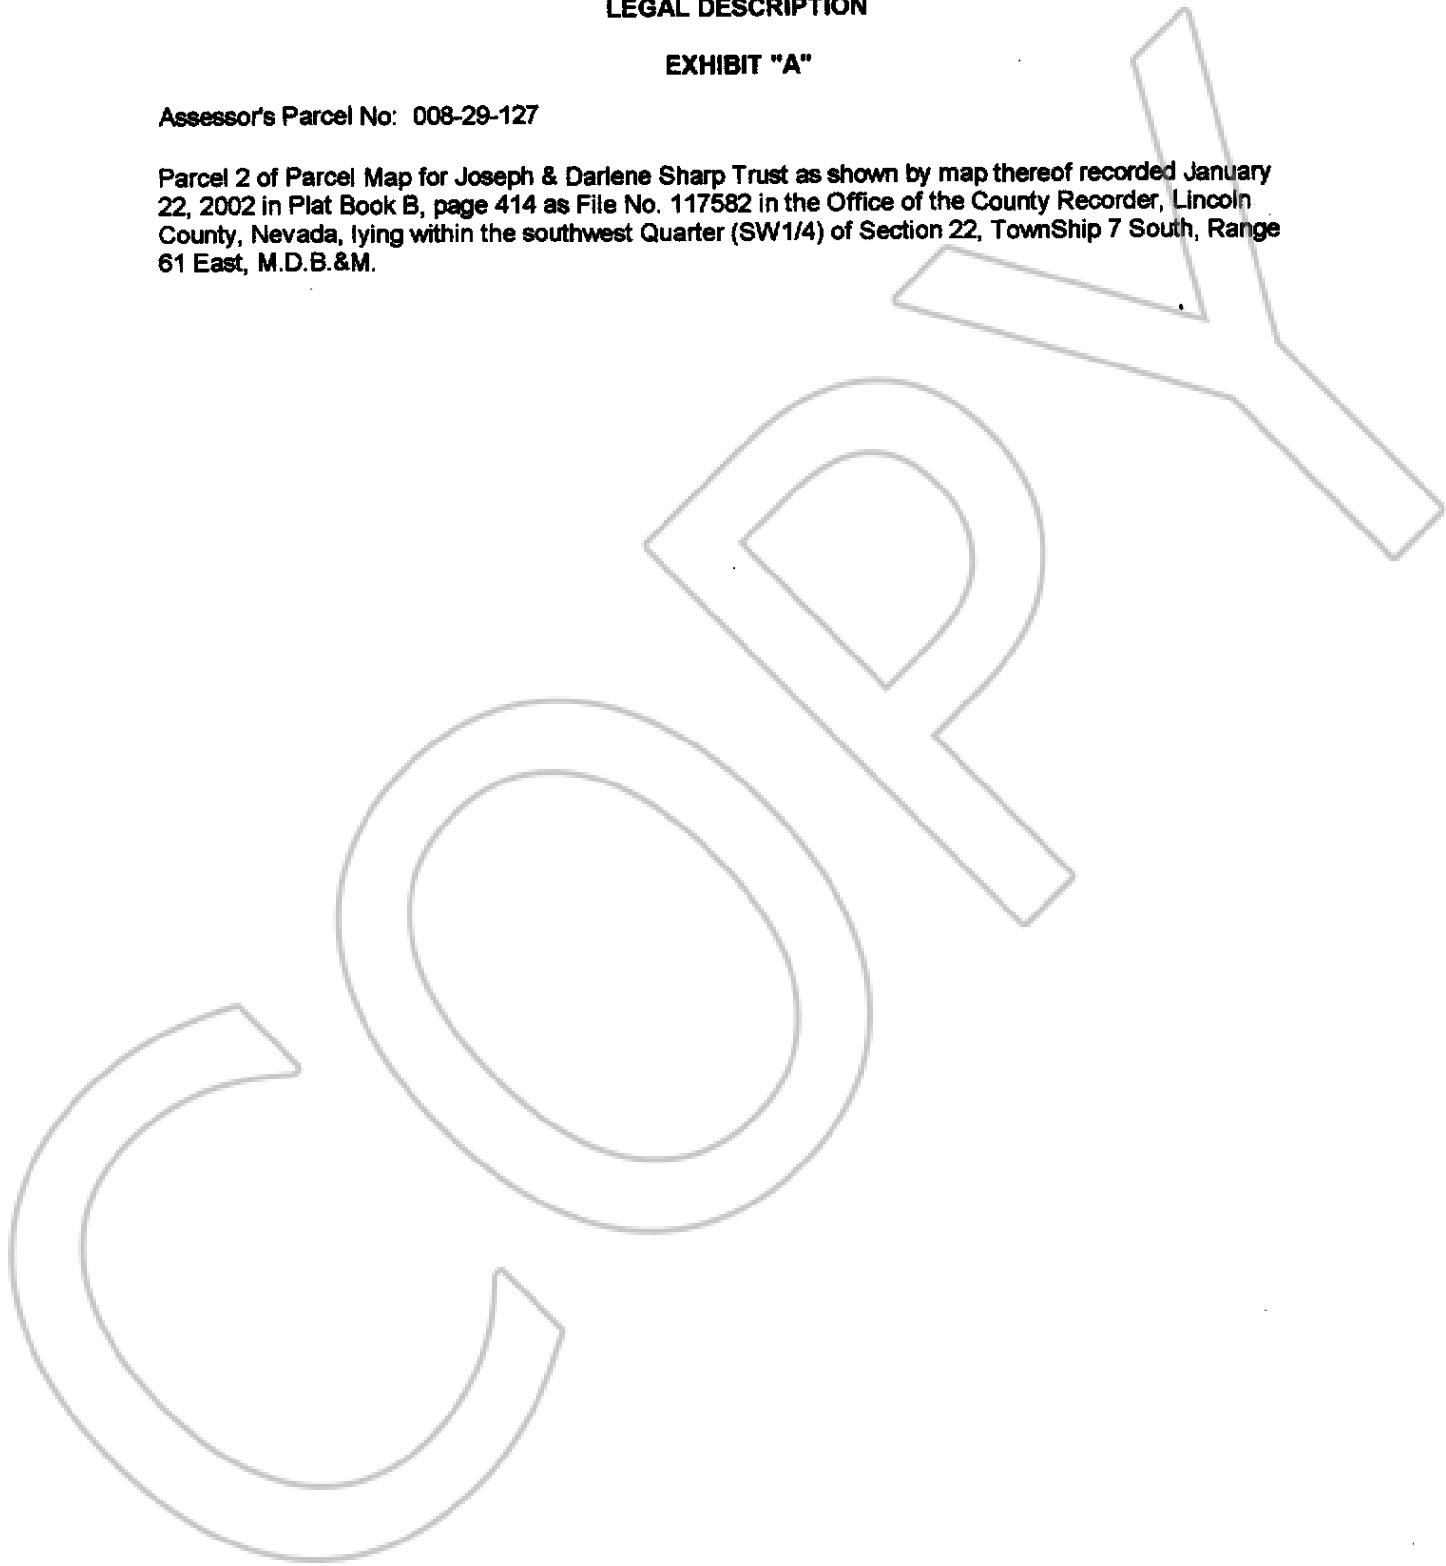 LEGAL DESCRIPTION
EXHIBIT "A"
Assessor's Parcel No: 008-29-127
Parcel 2 of Parcel Map for Joseph & Darlene Sharp Trust as shown by map thereof recorded January
22, 2002 in Plat Book B, page 414 as File No. 117582 in the Office of the County Recorder, Lincoln
County, Nevada, lying within the southwest Quarter (SW1/4) of Section 22, TownShip 7 South, Range
61 East, M.D.B.&M.
COPY